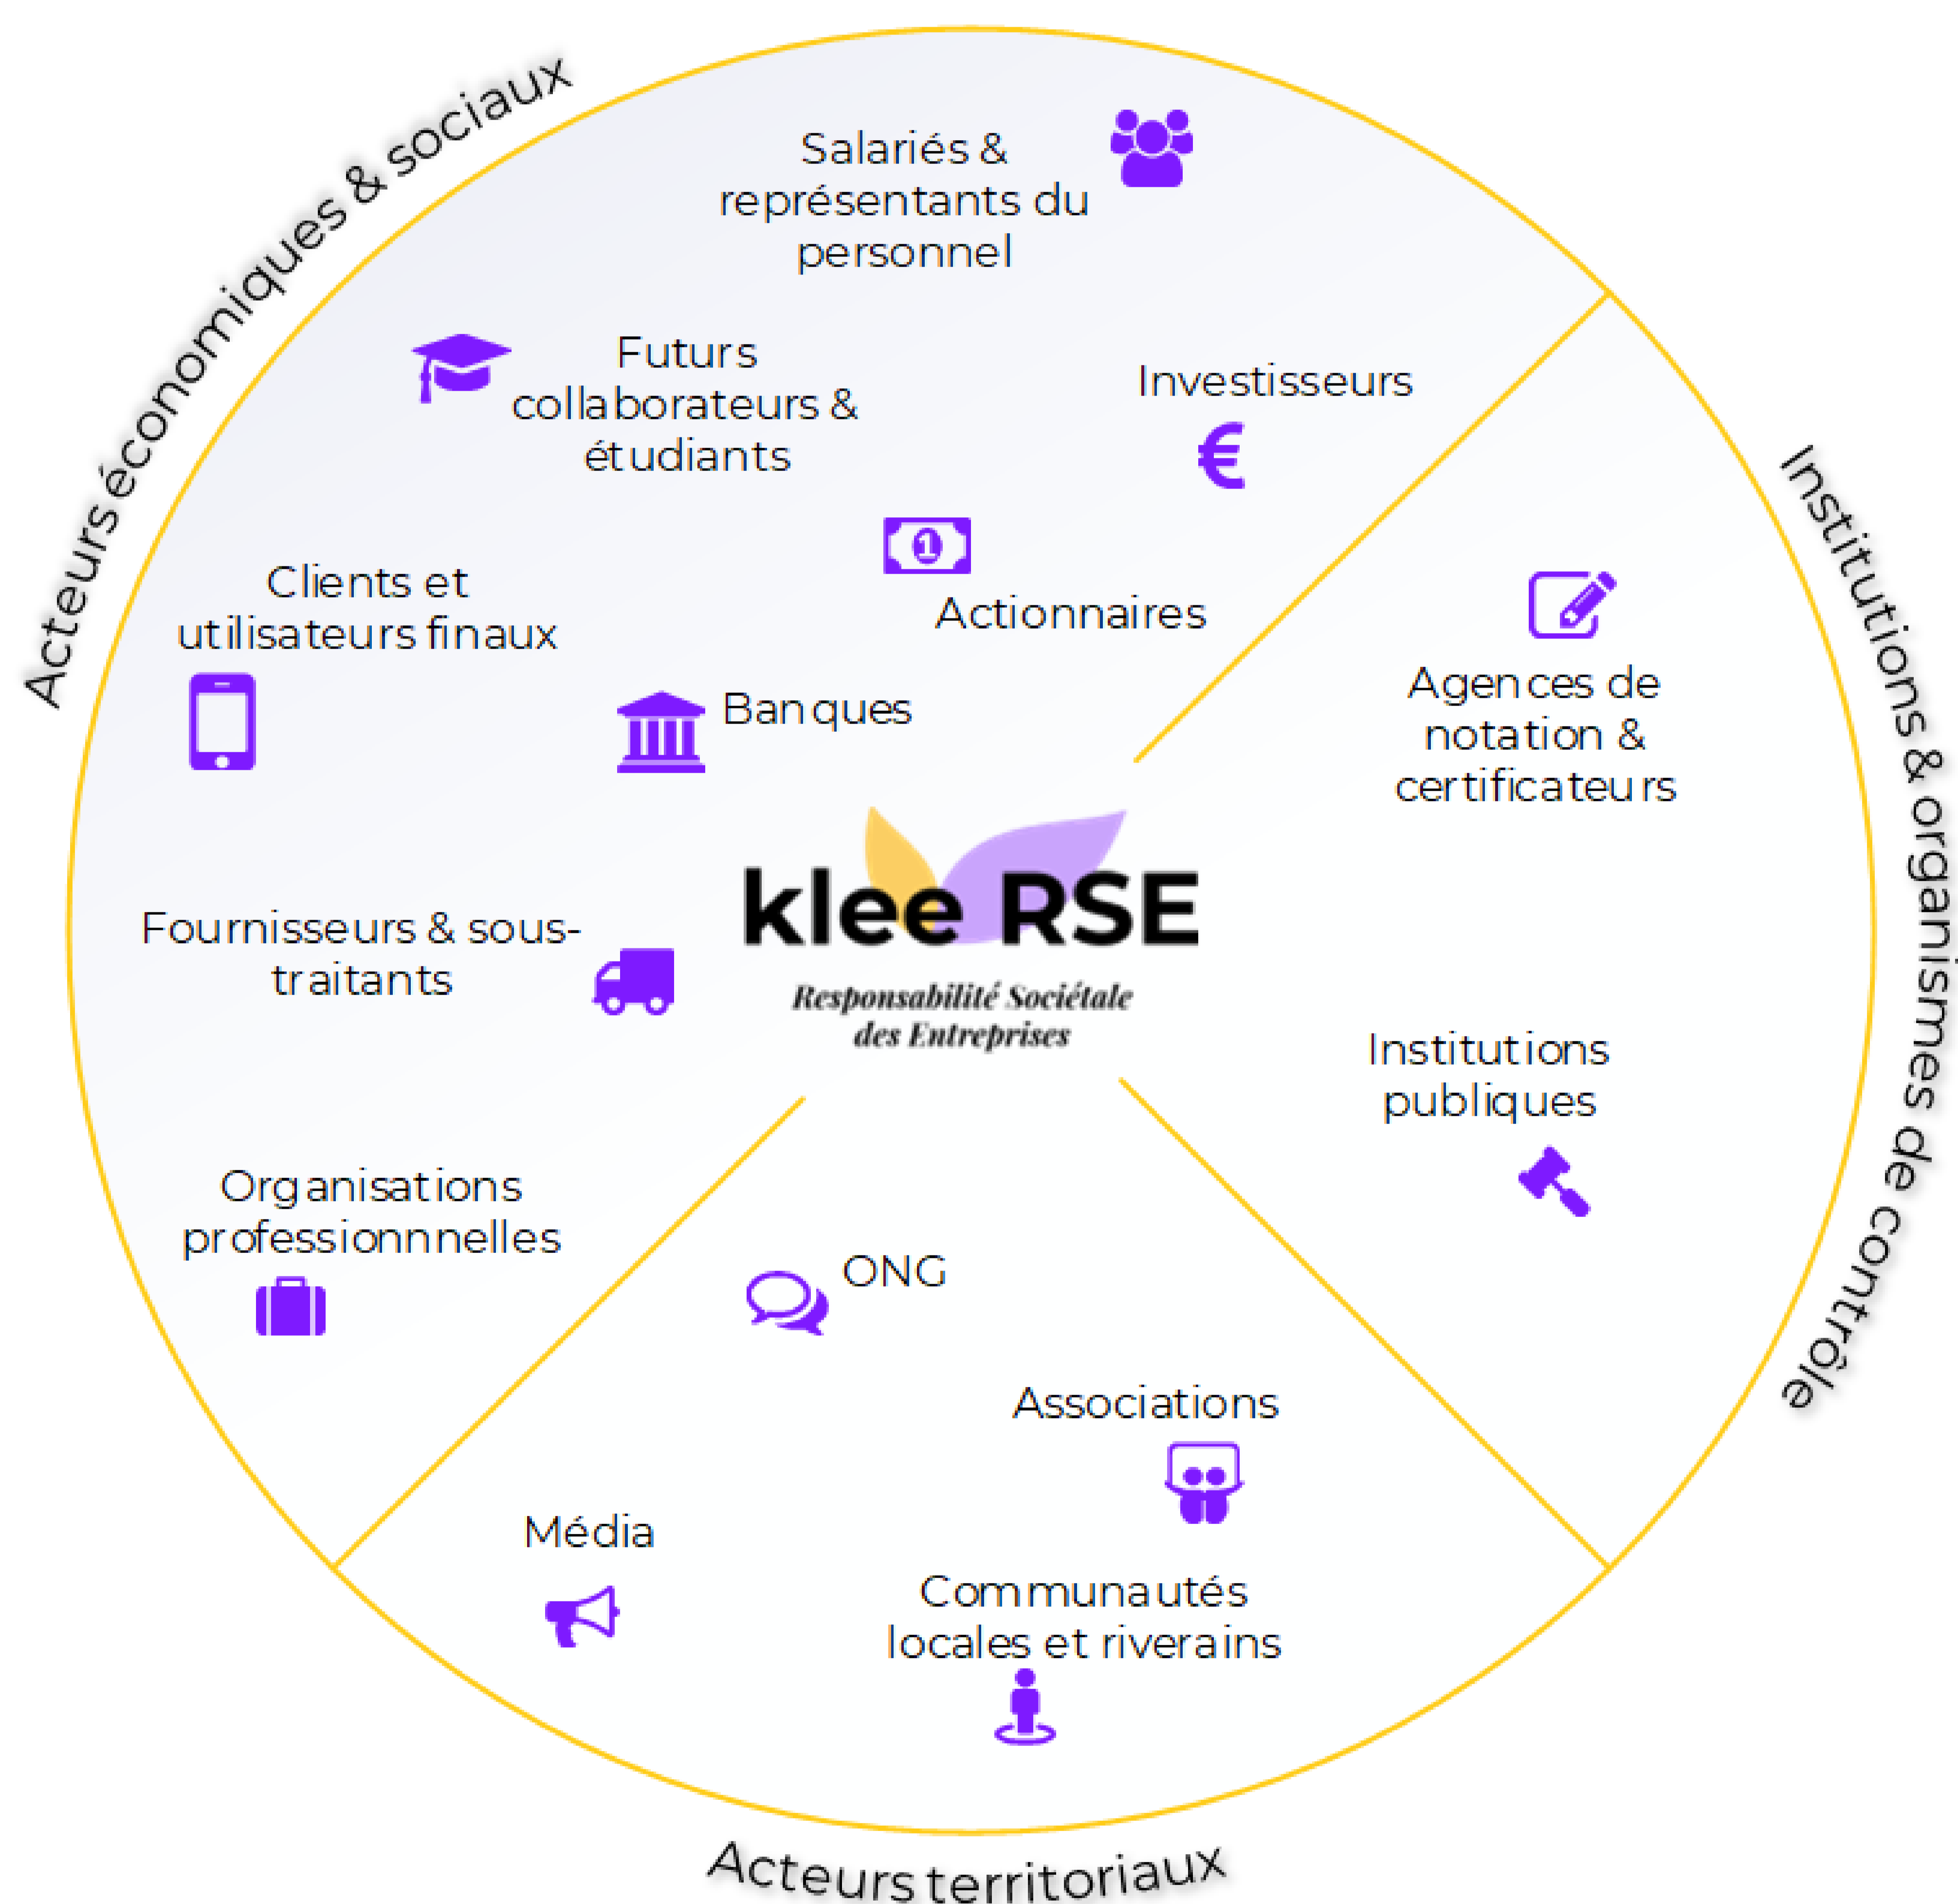 Acteurs économiques & sociaux
Salariés &
représentants du
personnel
Futurs
collaborateurs &
étudiants
Investisseurs
Actionnaires
Clients et
utilisateurs finaux
Banques
Fournisseurs & sous-
traitants
Organisations
professionnnelles
klee RSE
Responsabilité Sociétale
des Entreprises
Institutions & organismes de contrôle
Agences de
notation &
certificateurs
Institutions
publiques
ONG
Associations
Média
Communautés
locales et riverains
Acteurs territoriaux